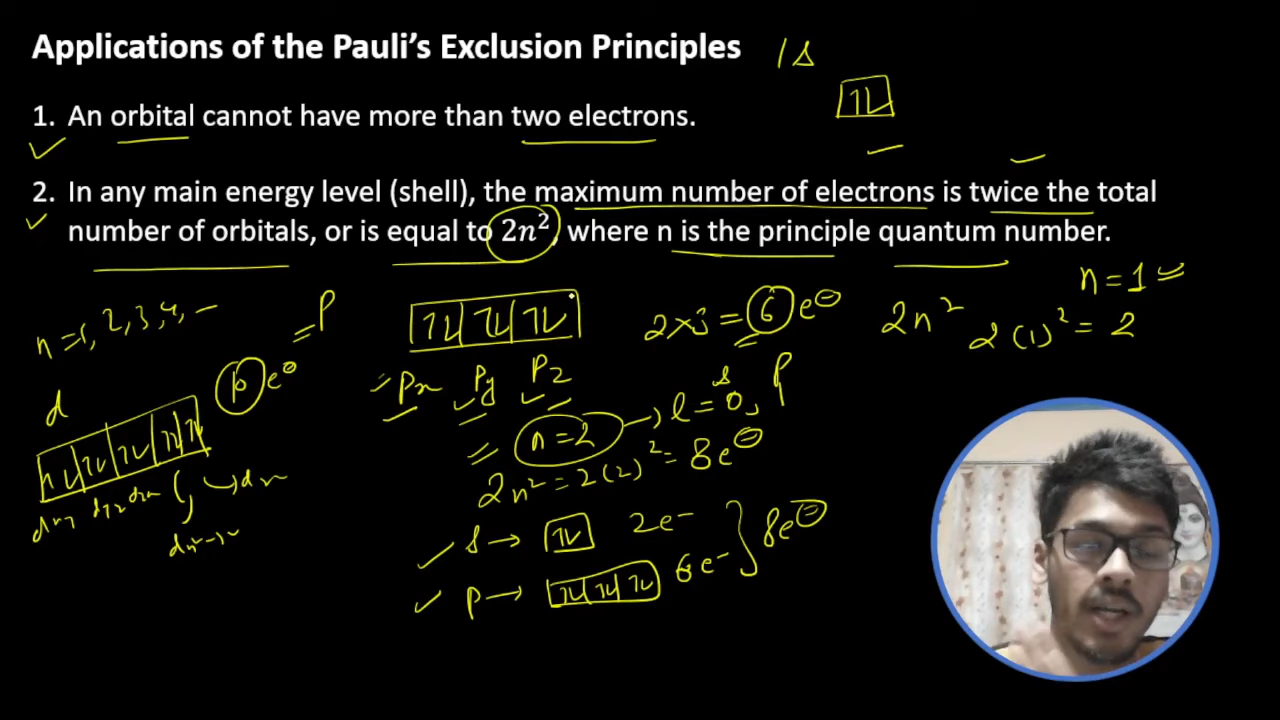 Applications of the Pauli's Exclusion Principles
1s
1. An orbital cannot have more than two electrons.
2. In any main energy level (shell), the maximum number of electrons is twice the total
number of orbitals, or is equal to 2n², where n is the principle quantum number.
n = 1
n = 1, 2, 3, 4, -
= p
2×3 = 6 e⊖
2n²
2(1)² = 2
d
e⊖
= Px Py Pz
= n=2 → l = 0, p
s
2n² = 2(2)² = 8e⊖
s → 2e-
p → 6e- } 8e⊖